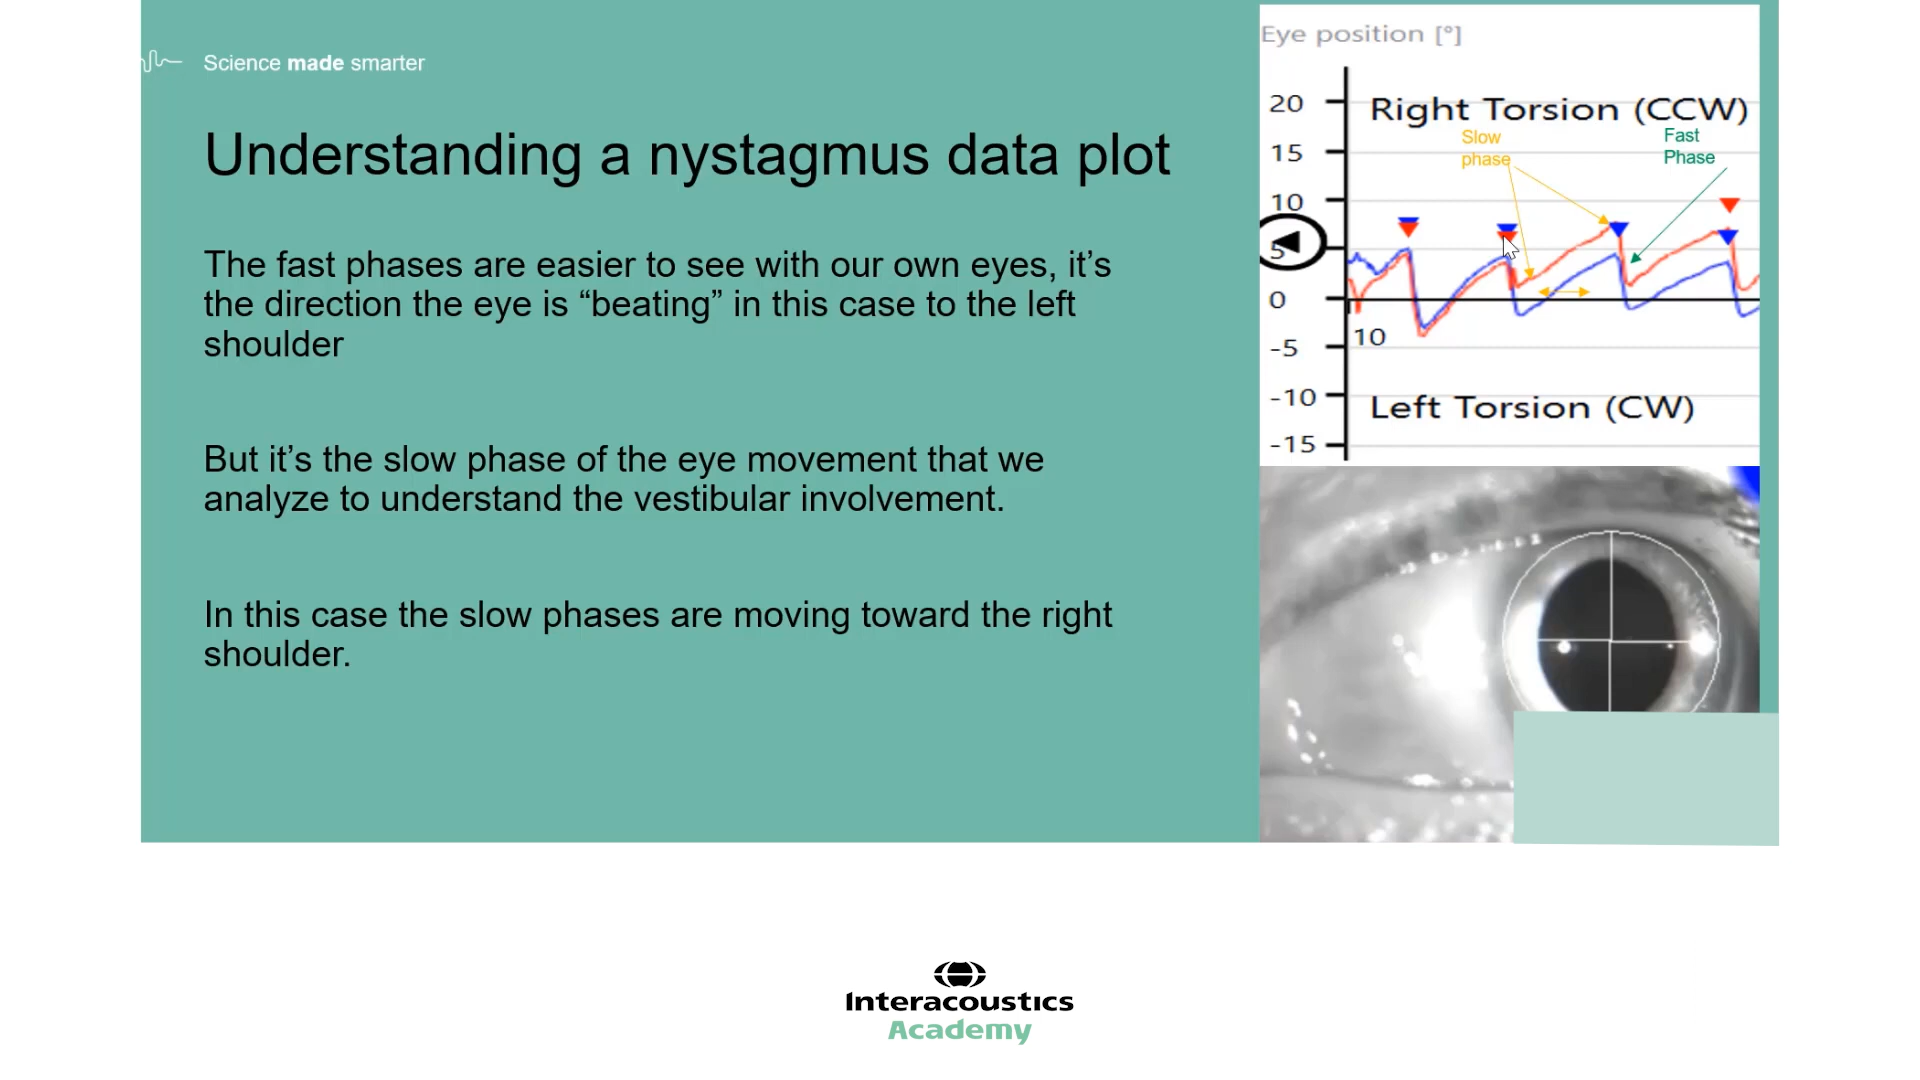 Science made smarter
Understanding a nystagmus data plot
The fast phases are easier to see with our own eyes, it’s
the direction the eye is “beating” in this case to the left
shoulder
But it’s the slow phase of the eye movement that we
analyze to understand the vestibular involvement.
In this case the slow phases are moving toward the right
shoulder.
Eye position [°]
20
Right Torsion (CCW)
Slow
phase
Fast
Phase
15
10
5
0
10
-5
-10
Left Torsion (CW)
-15
Interacoustics
Academy